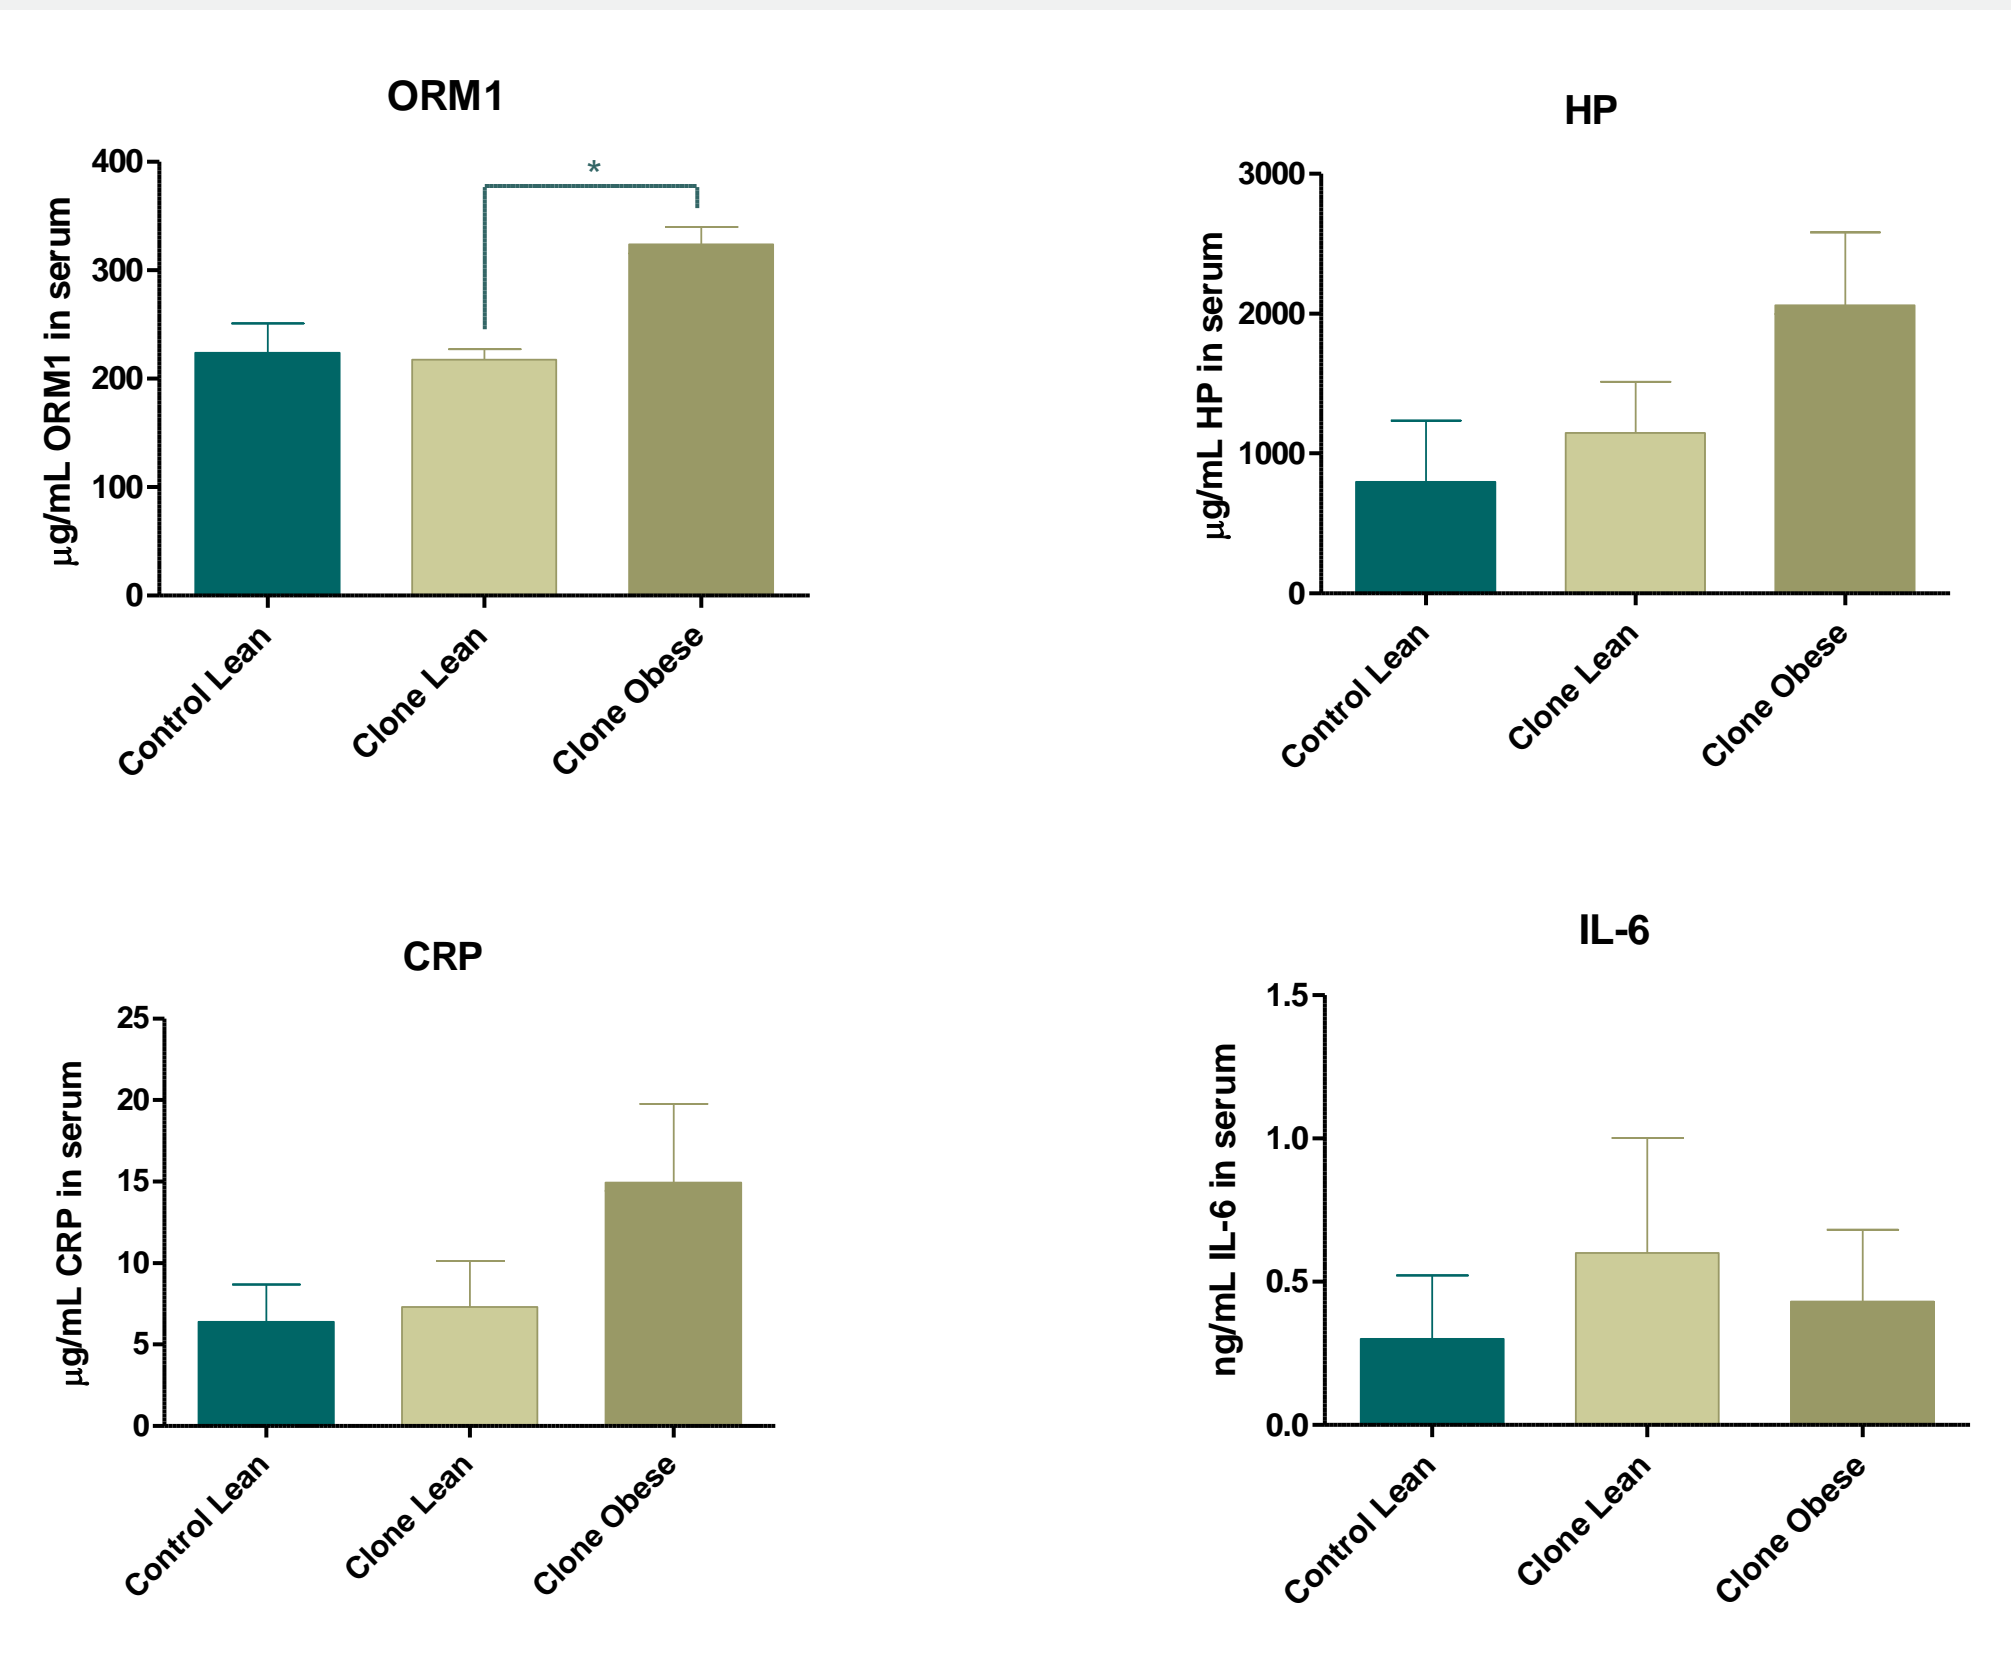 ORM1
µg/mL ORM1 in serum
400
300
200
100
0
*
Control Lean
Clone Lean
Clone Obese
HP
µg/mL HP in serum
3000
2000
1000
0
Control Lean
Clone Lean
Clone Obese
CRP
µg/mL CRP in serum
25
20
15
10
5
0
Control Lean
Clone Lean
Clone Obese
IL-6
ng/mL IL-6 in serum
1.5
1.0
0.5
0.0
Control Lean
Clone Lean
Clone Obese